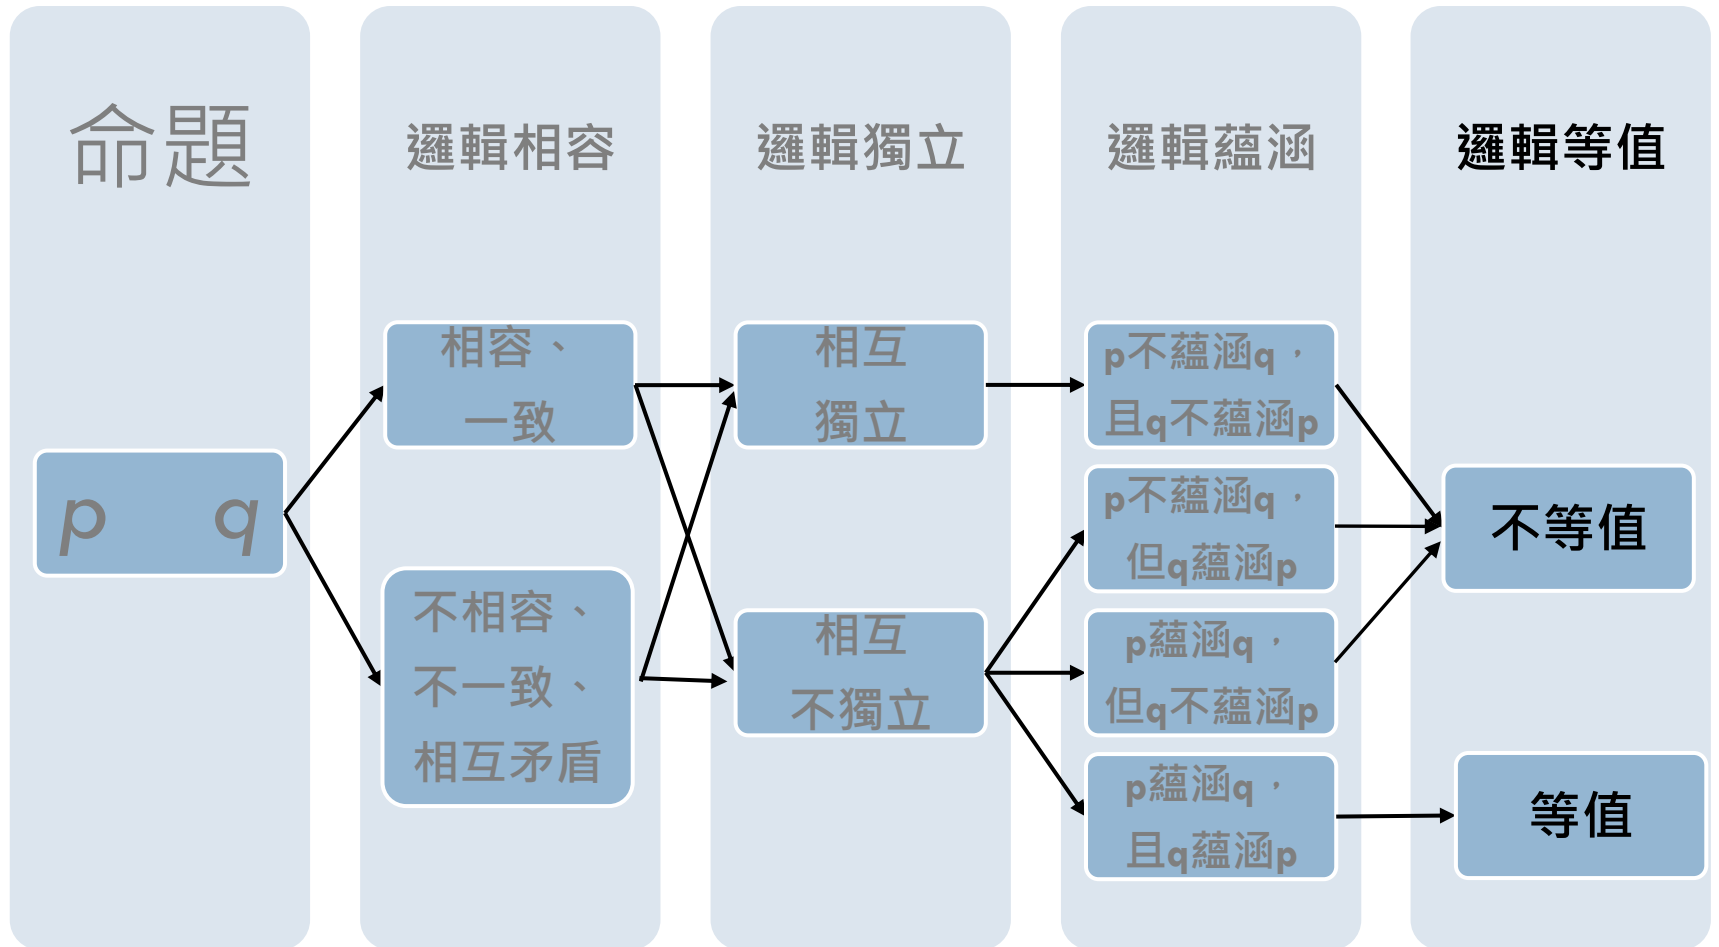 命題
邏輯相容
邏輯獨立
邏輯蘊涵
邏輯等值
p q
相容、
一致
不相容、
不一致、
相互矛盾
相互
獨立
相互
不獨立
p不蘊涵q，
且q不蘊涵p
p不蘊涵q，
但q蘊涵p
p蘊涵q，
但q不蘊涵p
p蘊涵q，
且q蘊涵p
不等值
等值